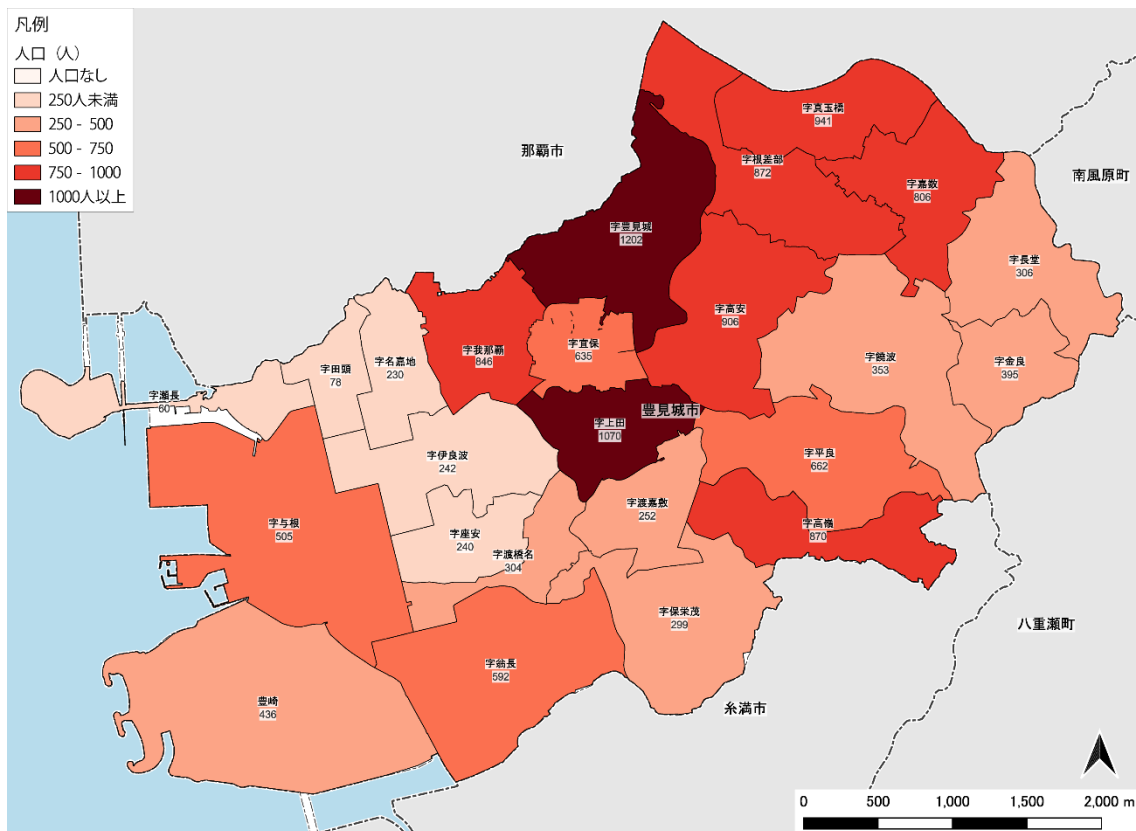 凡例
人口（人）
人口なし
250人未満
250 - 500
500 - 750
750 - 1000
1000人以上
那覇市
南風原町
字真玉橋
941
字根差部
872
字嘉数
806
字豊見城
1202
字長堂
306
字高安
906
字我那覇
846
字宜保
635
字饒波
353
字金良
395
字名嘉地
230
字田頭
78
字瀬長
60
豊見城市
字上田
1070
字伊良波
242
字平良
662
字渡嘉敷
252
字与根
505
字座安
240
字高嶺
870
字渡橋名
304
字保栄茂
299
八重瀬町
字翁長
592
豊崎
436
糸満市
0 500 1,000 1,500 2,000 m